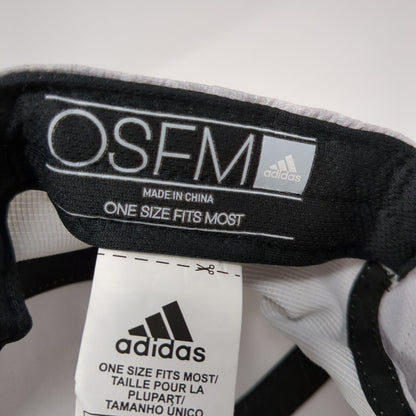 OSFM
adidas
MADE IN CHINA
ONE SIZE FITS MOST
adidas
ONE SIZE FITS MOST/
TAILLE POUR LA
PLUPART/
TAMANHO ÚNICO